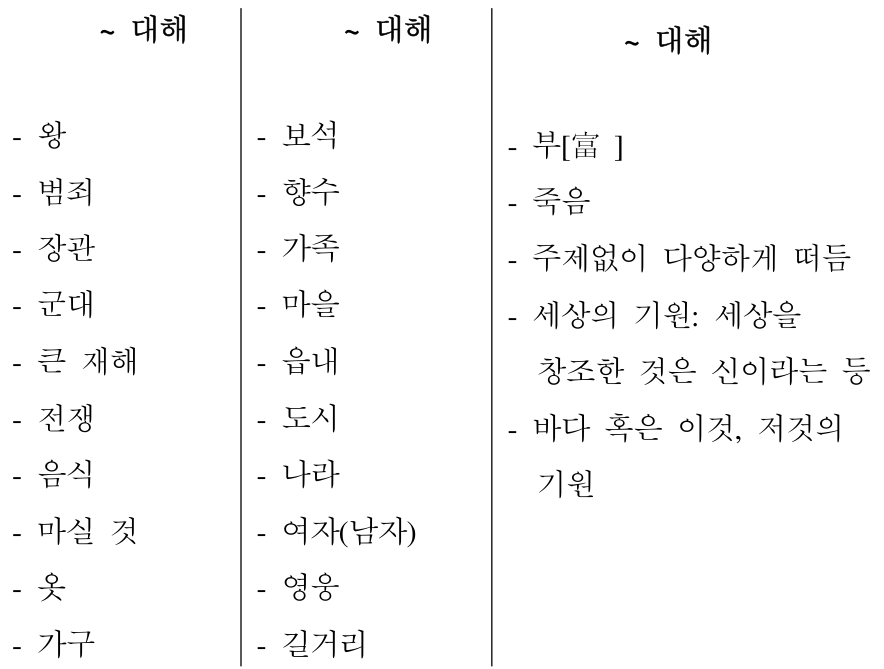 ~ 대해
- 왕
- 범죄
- 장관
- 군대
- 큰 재해
- 전쟁
- 음식
- 마실 것
- 옷
- 가구
~ 대해
- 보석
- 향수
- 가족
- 마을
- 읍내
- 도시
- 나라
- 여자(남자)
- 영웅
- 길거리
~ 대해
- 부[富 ]
- 죽음
- 주제없이 다양하게 떠듬
- 세상의 기원: 세상을
창조한 것은 신이라는 등
- 바다 혹은 이것, 저것의
기원